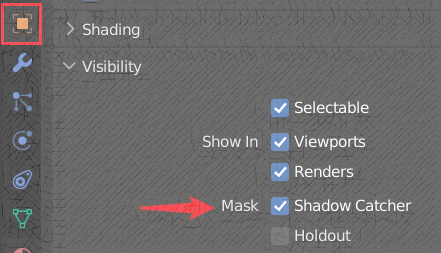 Shading
Visibility
Selectable
Show In Viewports
Renders
Mask Shadow Catcher
Holdout